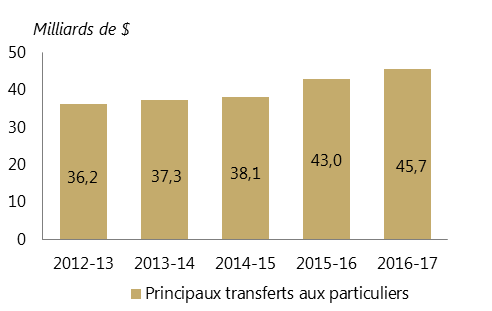 Milliards de $
50
40
30
20
10
0
36,2 37,3 38,1 43,0 45,7
2012-13 2013-14 2014-15 2015-16 2016-17
Principaux transferts aux particuliers